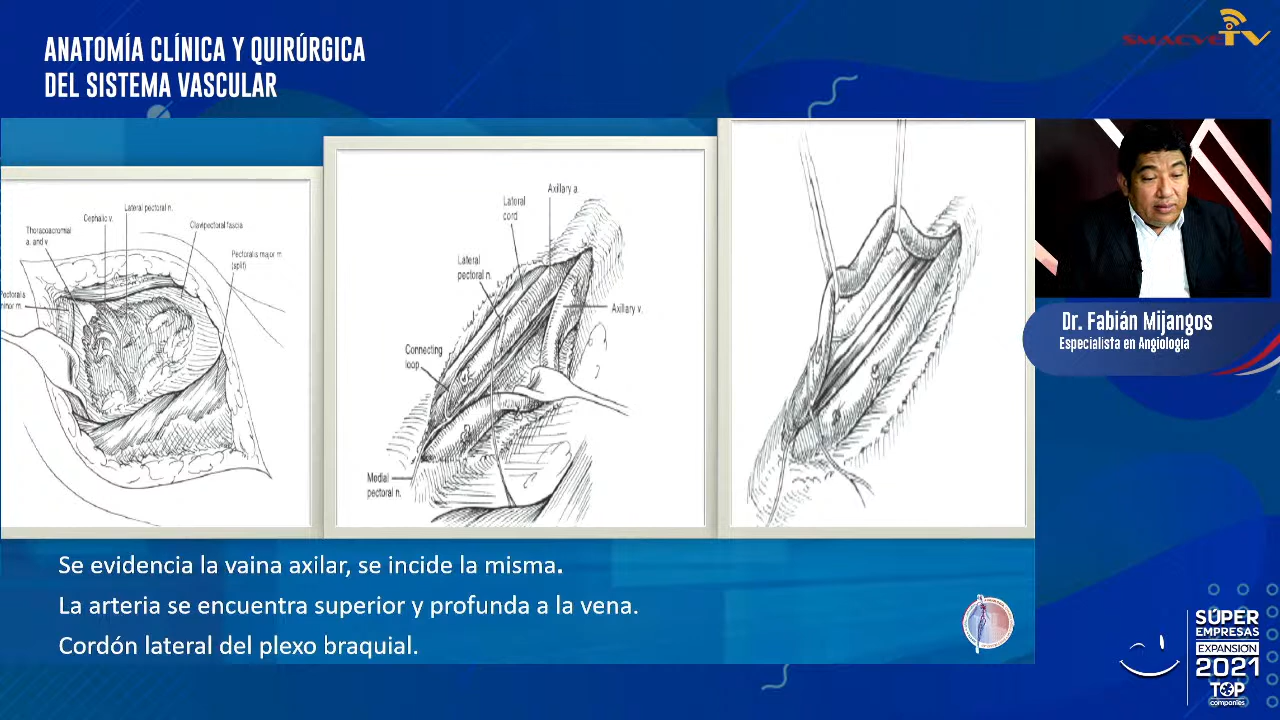 ANATOMÍA CLÍNICA Y QUIRÚRGICA
DEL SISTEMA VASCULAR
SMACVETV
Thoracoacromial
a. and v.
Cephalic v.
Lateral pectoral n.
Clavipectoral fascia
Pectoralis major m.
(split)
Pectoralis
minor m.
Axillary a.
Lateral
cord
Lateral
pectoral n.
Axillary v.
Connecting
loop
Medial
pectoral n.
Dr. Fabián Mijangos
Especialista en Angiología
Se evidencia la vaina axilar, se incide la misma.
La arteria se encuentra superior y profunda a la vena.
Cordón lateral del plexo braquial.
SÚPER
EMPRESAS
EXPANSIÓN
2021
TOP
companies